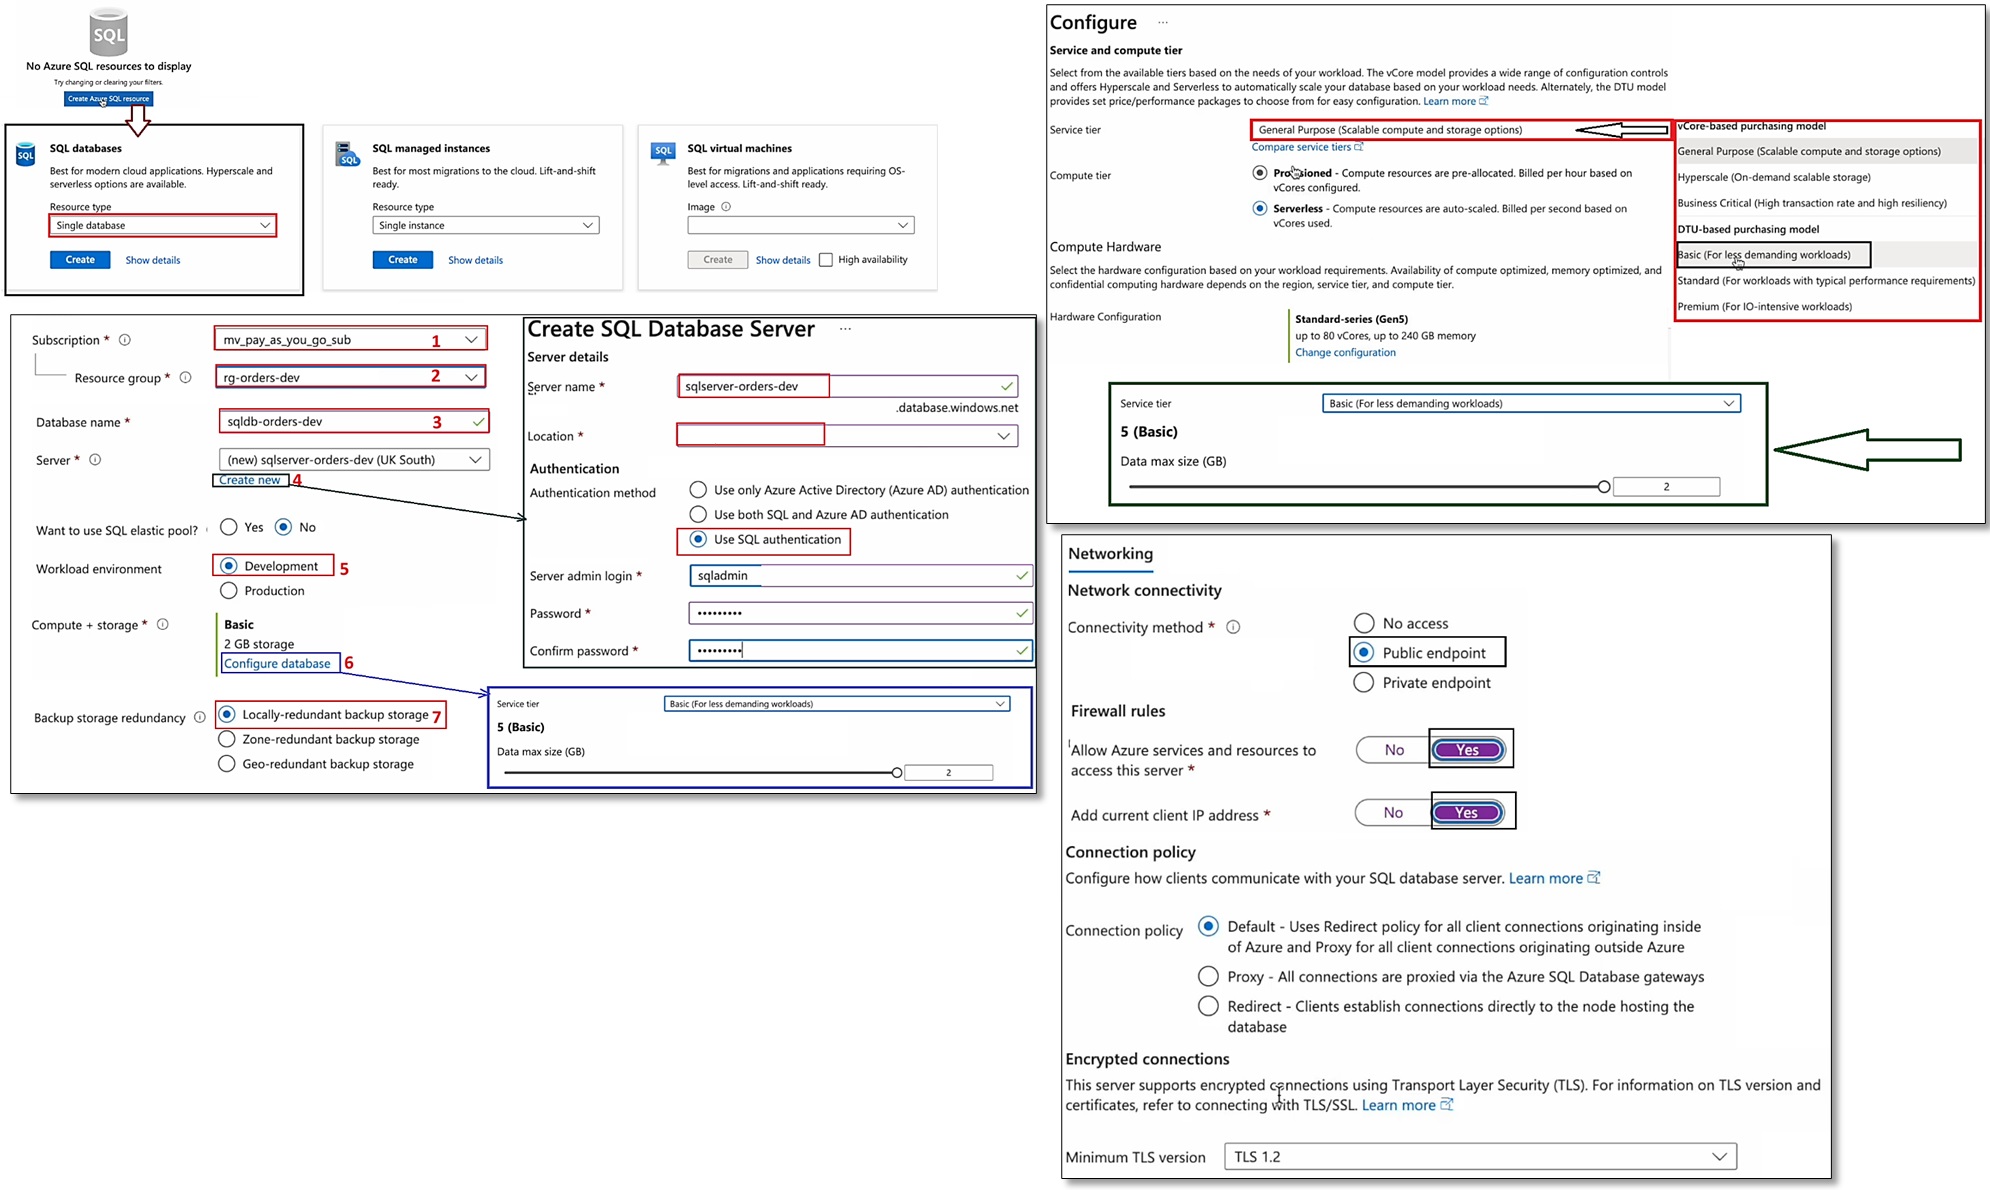 SQL
No Azure SQL resources to display
Try changing or clearing your filters.
Create Azure SQL resource
SQL
SQL databases
Best for modern cloud applications. Hyperscale and
serverless options are available.
Resource type
Single database
Create
Show details
SQL
SQL managed instances
Best for most migrations to the cloud. Lift-and-shift
ready.
Resource type
Single instance
Create
Show details
SQL
SQL virtual machines
Best for migrations and applications requiring OS-
level access. Lift-and-shift ready.
Image
Create
Show details
High availability
Subscription *
mv_pay_as_you_go_sub
1
Resource group *
rg-orders-dev
2
Database name *
sqldb-orders-dev
3
Server *
(new) sqlserver-orders-dev (UK South)
Create new
4
Want to use SQL elastic pool?
Yes
No
Workload environment
Development
5
Production
Compute + storage *
Basic
2 GB storage
Configure database
6
Backup storage redundancy
Locally-redundant backup storage
7
Zone-redundant backup storage
Geo-redundant backup storage
Create SQL Database Server
...
Server details
Server name *
sqlserver-orders-dev
.database.windows.net
Location *
Authentication
Authentication method
Use only Azure Active Directory (Azure AD) authentication
Use both SQL and Azure AD authentication
Use SQL authentication
Server admin login *
sqladmin
Password *
•••••••••
Confirm password *
•••••••••
Service tier
Basic (For less demanding workloads)
5 (Basic)
Data max size (GB)
2
Configure
...
Service and compute tier
Select from the available tiers based on the needs of your workload. The vCore model provides a wide range of configuration controls
and offers Hyperscale and Serverless to automatically scale your database based on your workload needs. Alternately, the DTU model
provides set price/performance packages to choose from for easy configuration. Learn more
Service tier
General Purpose (Scalable compute and storage options)
Compare service tiers
Compute tier
Provisioned - Compute resources are pre-allocated. Billed per hour based on
vCores configured.
Serverless - Compute resources are auto-scaled. Billed per second based on
vCores used.
vCore-based purchasing model
General Purpose (Scalable compute and storage options)
Hyperscale (On-demand scalable storage)
Business Critical (High transaction rate and high resiliency)
DTU-based purchasing model
Basic (For less demanding workloads)
Standard (For workloads with typical performance requirements)
Premium (For IO-intensive workloads)
Compute Hardware
Select the hardware configuration based on your workload requirements. Availability of compute optimized, memory optimized, and
confidential computing hardware depends on the region, service tier, and compute tier.
Hardware Configuration
Standard-series (Gen5)
up to 80 vCores, up to 240 GB memory
Change configuration
Service tier
Basic (For less demanding workloads)
5 (Basic)
Data max size (GB)
2
Networking
Network connectivity
Connectivity method *
No access
Public endpoint
Private endpoint
Firewall rules
Allow Azure services and resources to
access this server *
No
Yes
Add current client IP address *
No
Yes
Connection policy
Configure how clients communicate with your SQL database server. Learn more
Connection policy
Default - Uses Redirect policy for all client connections originating inside
of Azure and Proxy for all client connections originating outside Azure
Proxy - All connections are proxied via the Azure SQL Database gateways
Redirect - Clients establish connections directly to the node hosting the
database
Encrypted connections
This server supports encrypted connections using Transport Layer Security (TLS). For information on TLS version and
certificates, refer to connecting with TLS/SSL. Learn more
Minimum TLS version
TLS 1.2